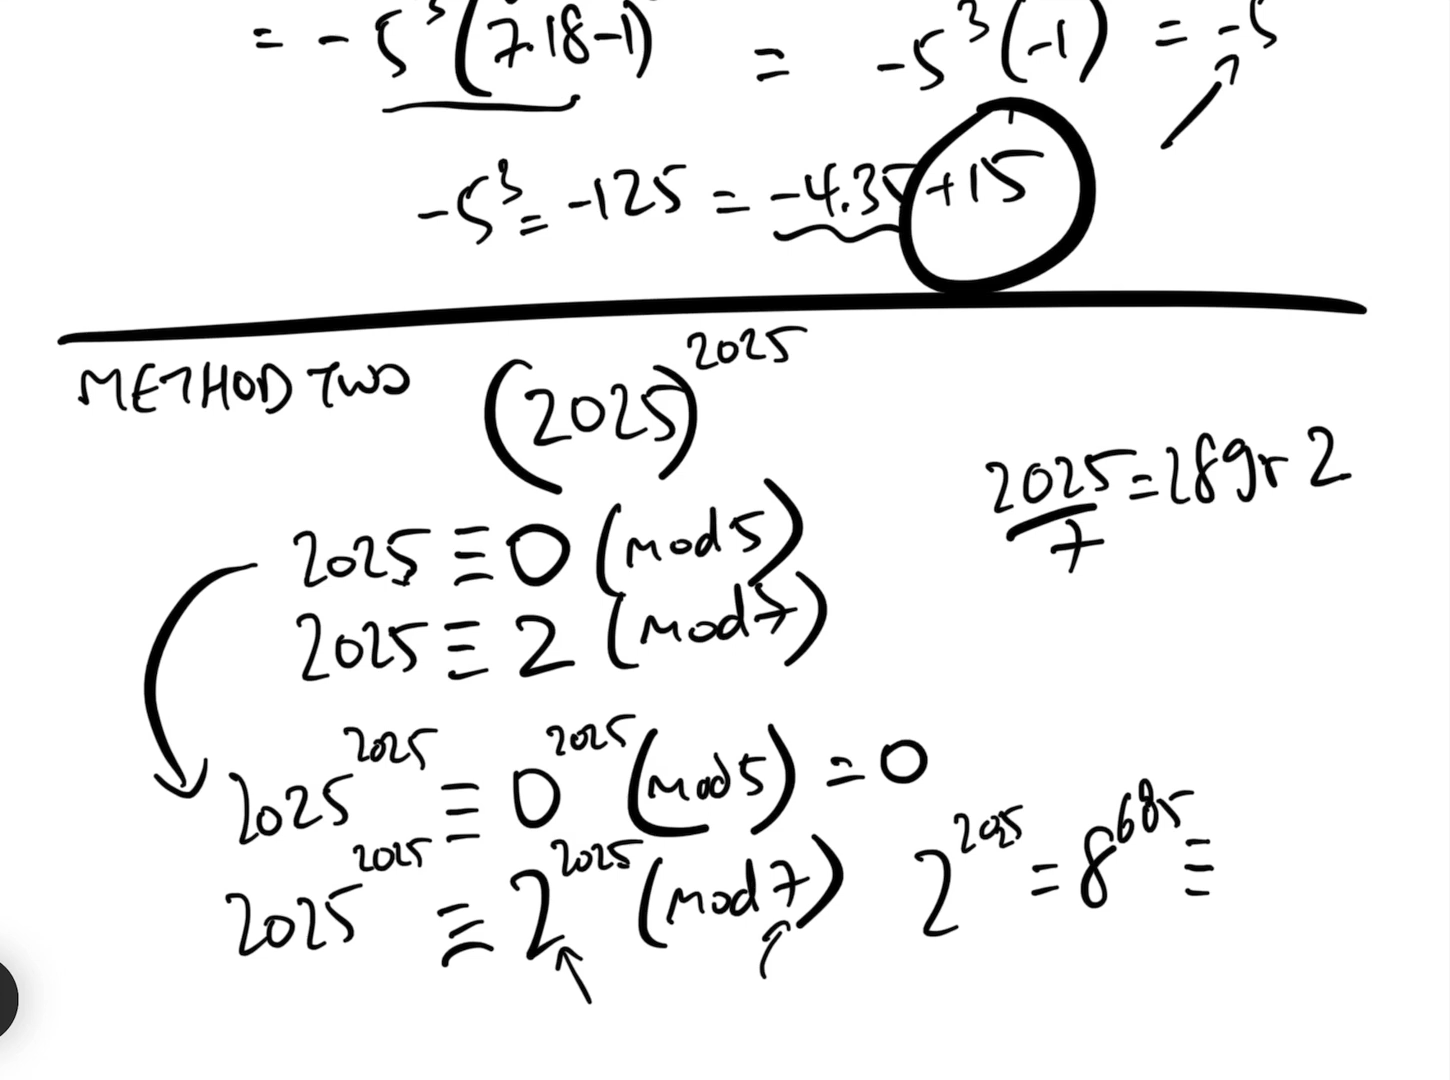 = -5³(7.18-1) = -5³(-1) = -5
-5³ = -125 = -4.35+15
METHOD TWO (2025)^2025
2025/7 = 289r2
2025 ≡ 0 (mod 5)
2025 ≡ 2 (mod 7)
2025^2025 ≡ 0^2025 (mod 5) = 0
2025^2025 ≡ 2^2025 (mod 7) 2^2025 = 8^685 ≡